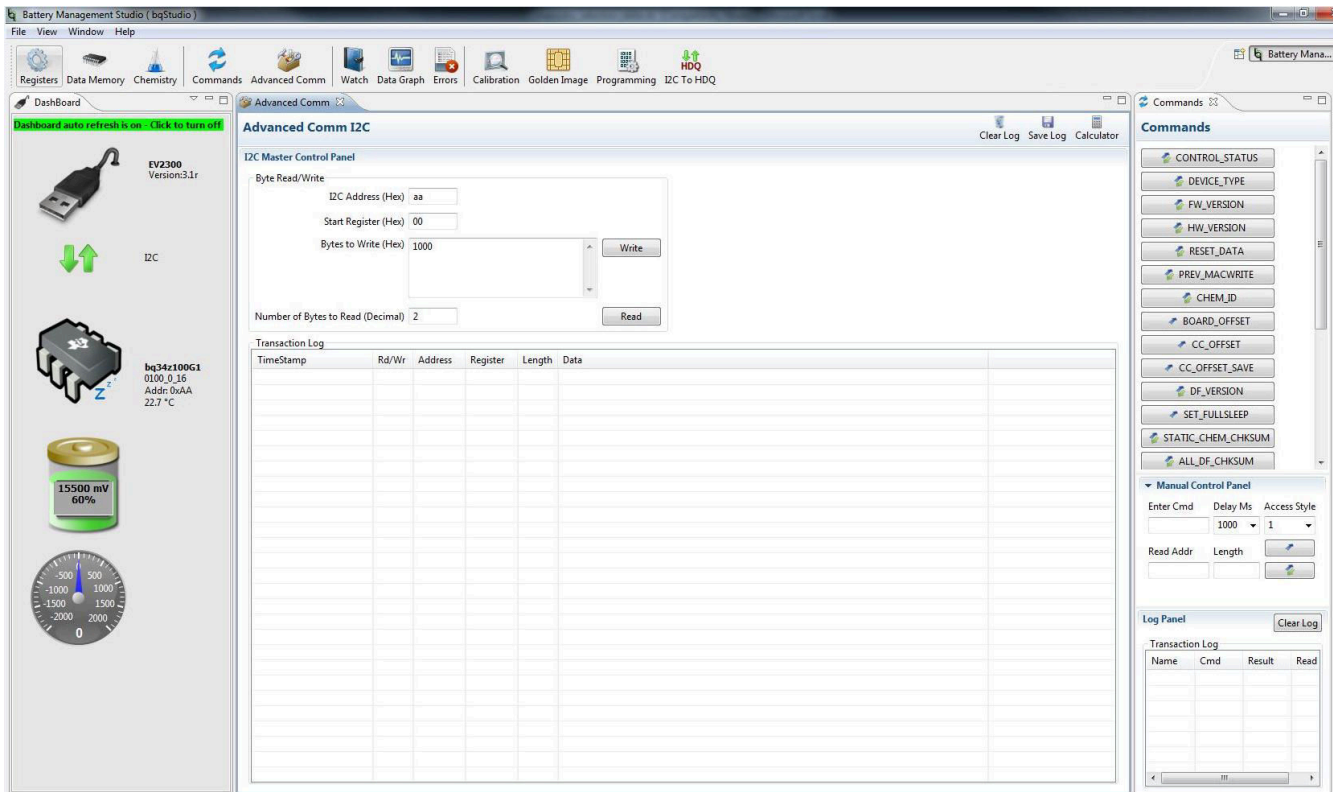 Battery Management Studio ( bqStudio )
File View Window Help
Registers Data Memory Chemistry Commands Advanced Comm Watch Data Graph Errors Calibration Golden Image Programming I2C To HDQ
HDQ
Battery Mana...
DashBoard
Dashboard auto refresh is on - Click to turn off
EV2300
Version:3.1r
I2C
bq34z100G1
0100_0_16
Addr: 0xAA
22.7 °C
Z z z
15500 mV
60%
-500 500
-1000 1000
-1500 1500
-2000 2000
0
Advanced Comm
Advanced Comm I2C
Clear Log Save Log Calculator
I2C Master Control Panel
Byte Read/Write
I2C Address (Hex) aa
Start Register (Hex) 00
Bytes to Write (Hex) 1000 Write
Number of Bytes to Read (Decimal) 2 Read
Transaction Log
TimeStamp Rd/Wr Address Register Length Data
Commands
Commands
CONTROL_STATUS
DEVICE_TYPE
FW_VERSION
HW_VERSION
RESET_DATA
PREV_MACWRITE
CHEM_ID
BOARD_OFFSET
CC_OFFSET
CC_OFFSET_SAVE
DF_VERSION
SET_FULLSLEEP
STATIC_CHEM_CHKSUM
ALL_DF_CHKSUM
Manual Control Panel
Enter Cmd Delay Ms Access Style
1000 1
Read Addr Length
Log Panel Clear Log
Transaction Log
Name Cmd Result Read